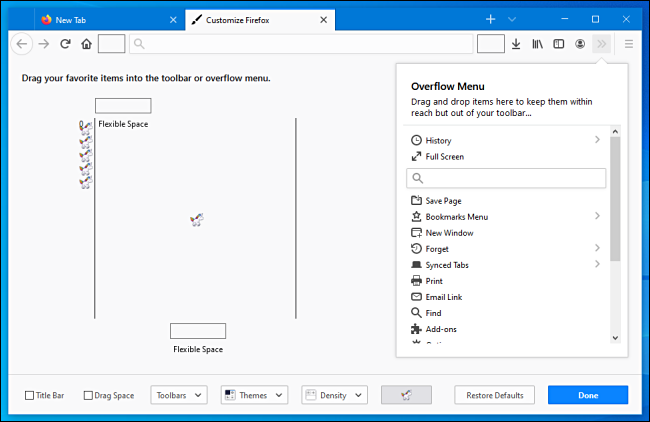 New Tab
Customize Firefox
Drag your favorite items into the toolbar or overflow menu.
Flexible Space
Flexible Space
Overflow Menu
Drag and drop items here to keep them within
reach but out of your toolbar...
History
Full Screen
Save Page
Bookmarks Menu
New Window
Forget
Synced Tabs
Print
Email Link
Find
Add-ons
Title Bar
Drag Space
Toolbars
Themes
Density
Restore Defaults
Done